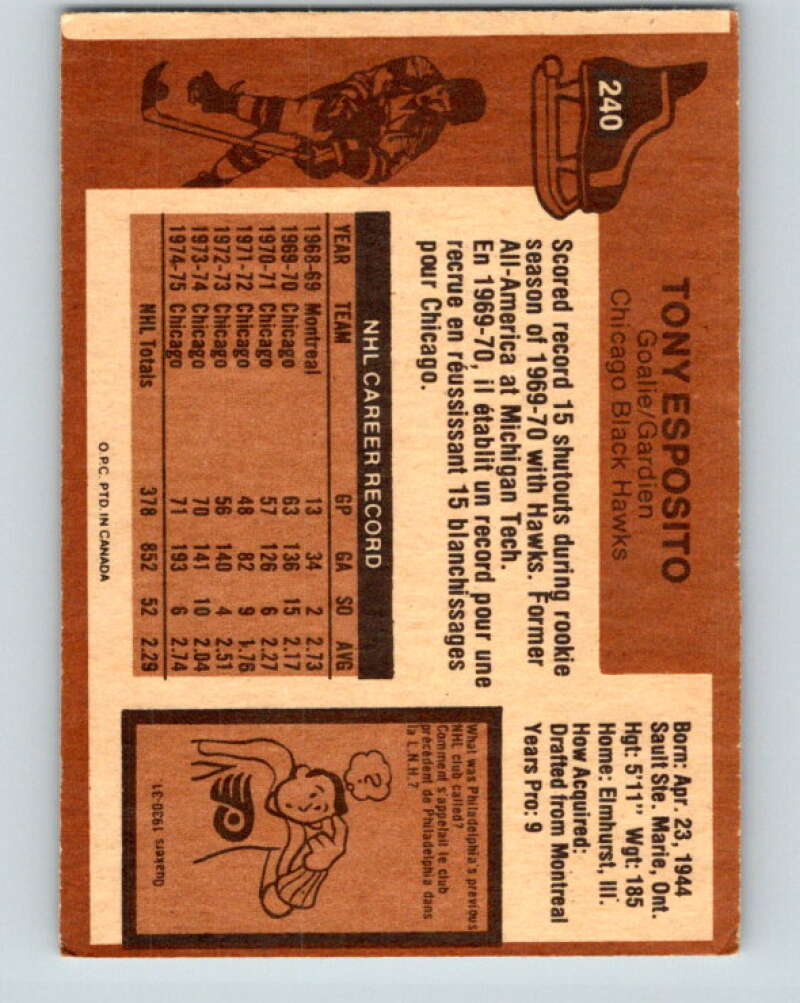 240
TONY ESPOSITO
Goalie/Gardien
Chicago Black Hawks
Born: Apr. 23, 1944
Sault Ste. Marie, Ont.
Hgt: 5'11" Wgt: 185
Home: Elmhurst, Ill.
How Acquired:
Drafted from Montreal
Years Pro: 9
Scored record 15 shutouts during rookie
season of 1969-70 with Hawks. Former
All-America at Michigan Tech.
En 1969-70, il établit un record pour une
recrue en réussissant 15 blanchissages
pour Chicago.
NHL CAREER RECORD
YEAR TEAM GP GA SO AVG
1968-69 Montreal 13 34 2 2.73
1969-70 Chicago 63 136 15 2.17
1970-71 Chicago 57 126 6 2.27
1971-72 Chicago 48 82 9 1.76
1972-73 Chicago 56 140 4 2.51
1973-74 Chicago 70 141 10 2.04
1974-75 Chicago 71 193 6 2.74
NHL Totals 378 852 52 2.29
O.P.C. PTD. IN CANADA
What was Philadelphia's previous
NHL club called?
Comment s'appelait le club
précédent de Philadelphia dans
la L.N.H.?
?
Quakers 1930-31